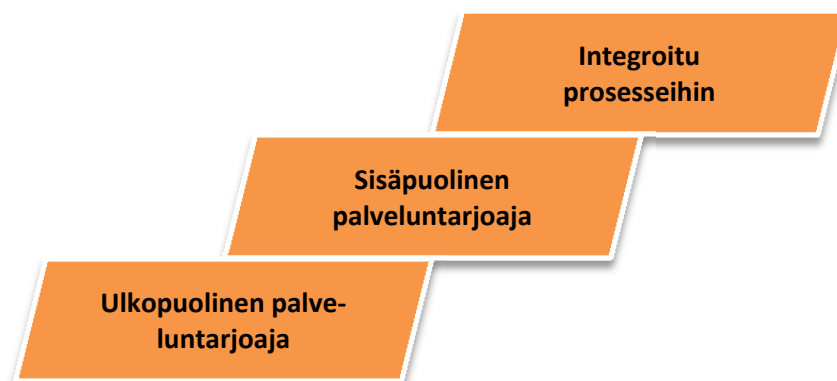 Integroitu
prosesseihin
Sisäpuolinen
palveluntarjoaja
Ulkopuolinen palve-
luntarjoaja